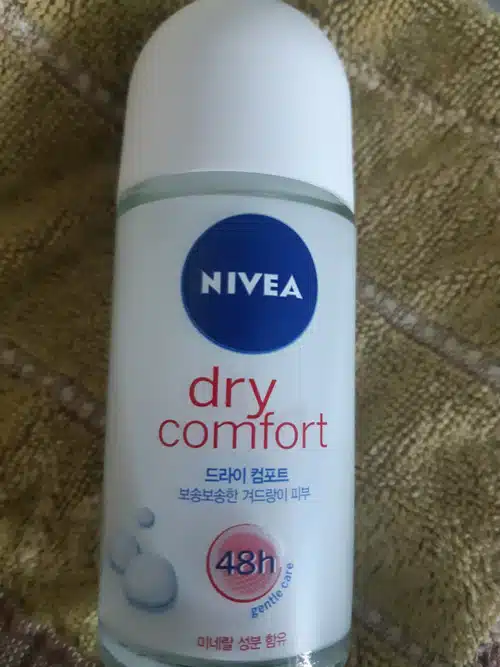 NIVEA
dry
comfort
드라이 컴포트
보송보송한 겨드랑이 피부
48h
gentle care
미네랄 성분 함유